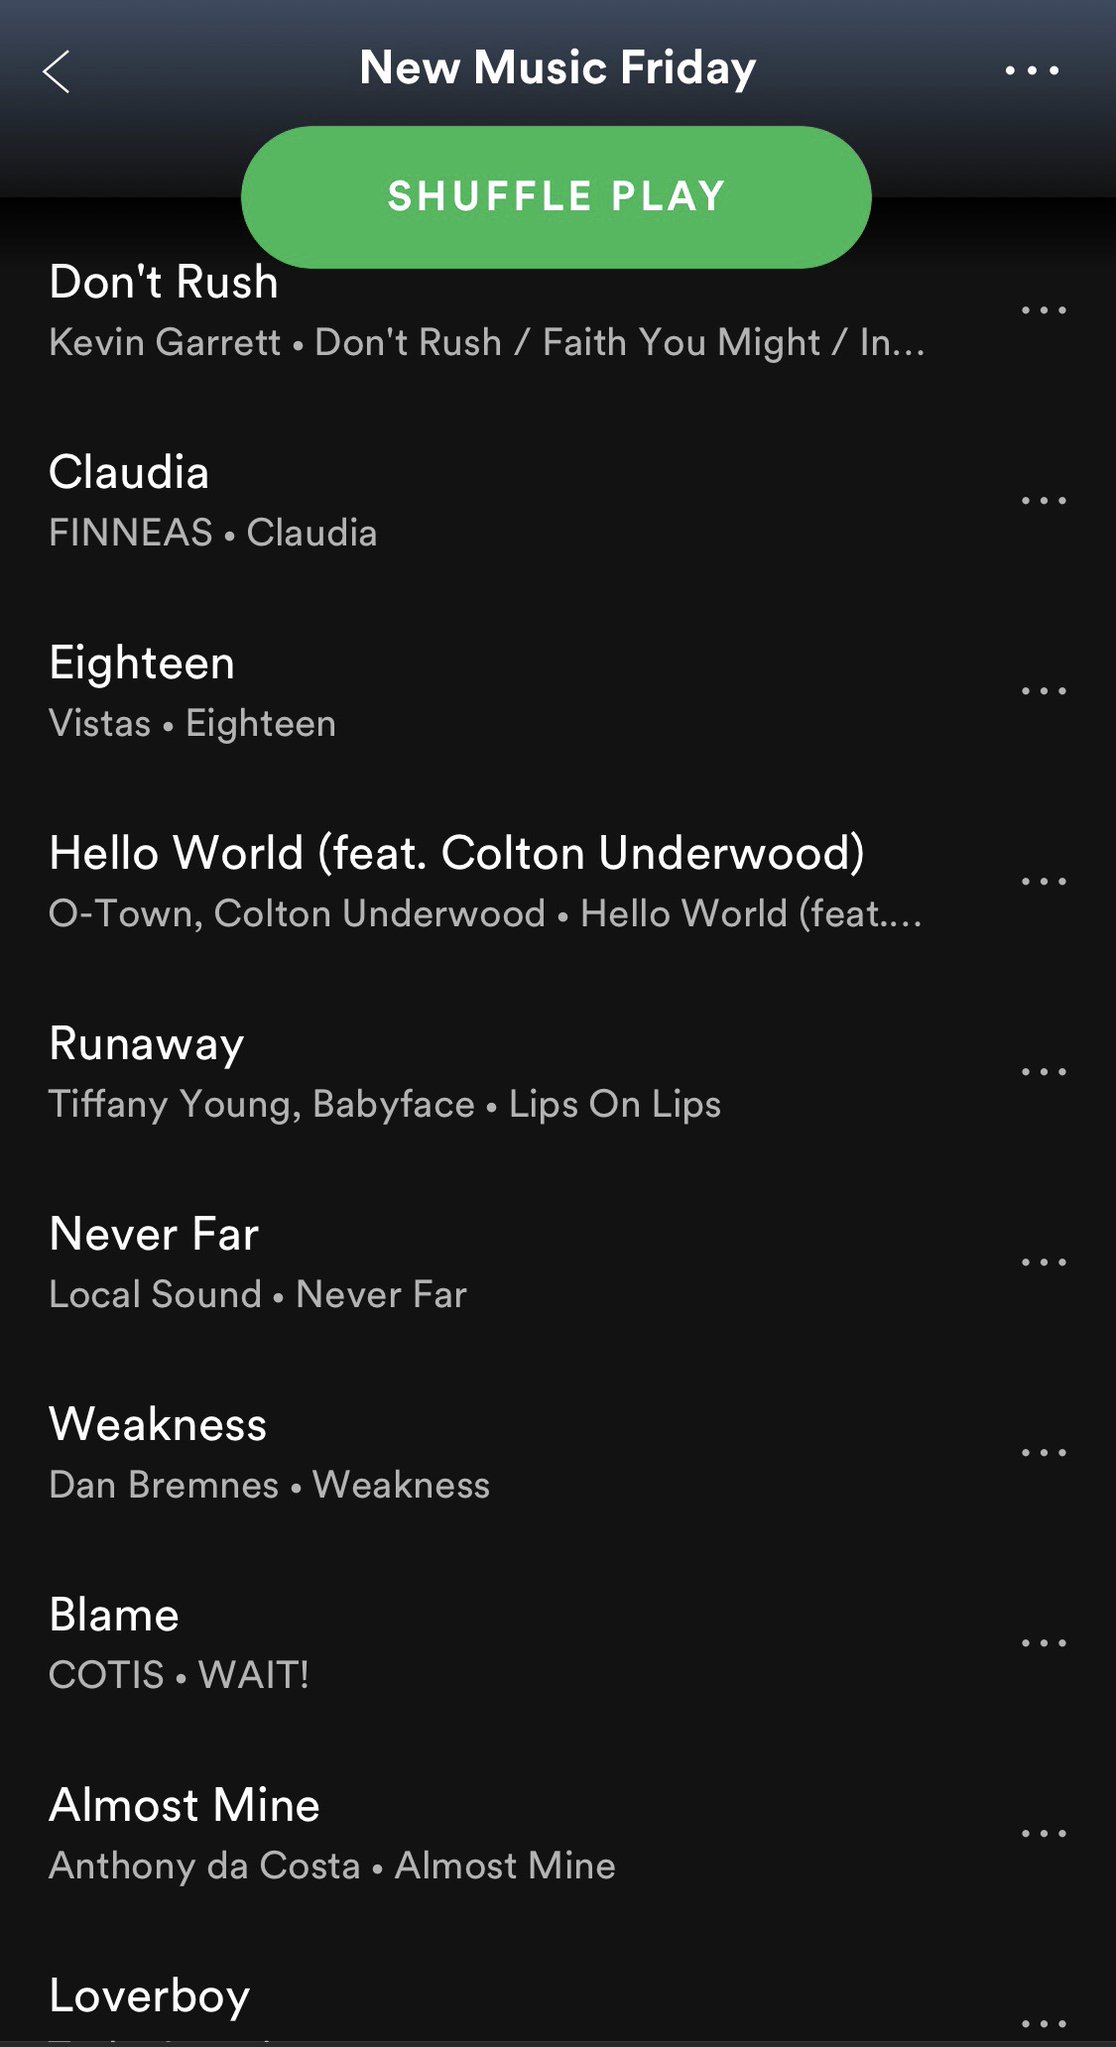 New Music Friday
SHUFFLE PLAY
Don't Rush
Kevin Garrett • Don't Rush / Faith You Might / In...
Claudia
FINNEAS • Claudia
Eighteen
Vistas • Eighteen
Hello World (feat. Colton Underwood)
O-Town, Colton Underwood • Hello World (feat....
Runaway
Tiffany Young, Babyface • Lips On Lips
Never Far
Local Sound • Never Far
Weakness
Dan Bremnes • Weakness
Blame
COTIS • WAIT!
Almost Mine
Anthony da Costa • Almost Mine
Loverboy